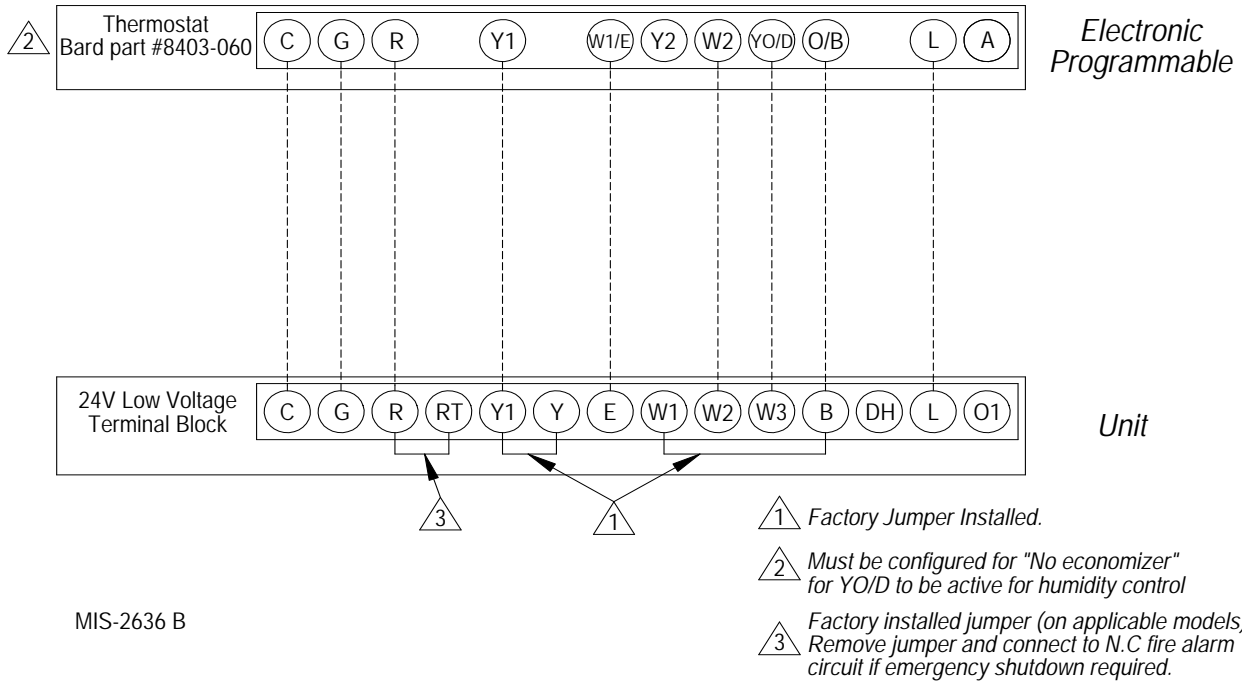 Thermostat
Bard part #8403-060
2
C G R Y1 W1/E Y2 W2 YO/D O/B L A
Electronic
Programmable
24V Low Voltage
Terminal Block
C G R RT Y1 Y E W1 W2 W3 B DH L O1
Unit
3
1
1 Factory Jumper Installed.
2 Must be configured for "No economizer"
for YO/D to be active for humidity control
MIS-2636 B
3 Factory installed jumper (on applicable models)
Remove jumper and connect to N.C fire alarm
circuit if emergency shutdown required.